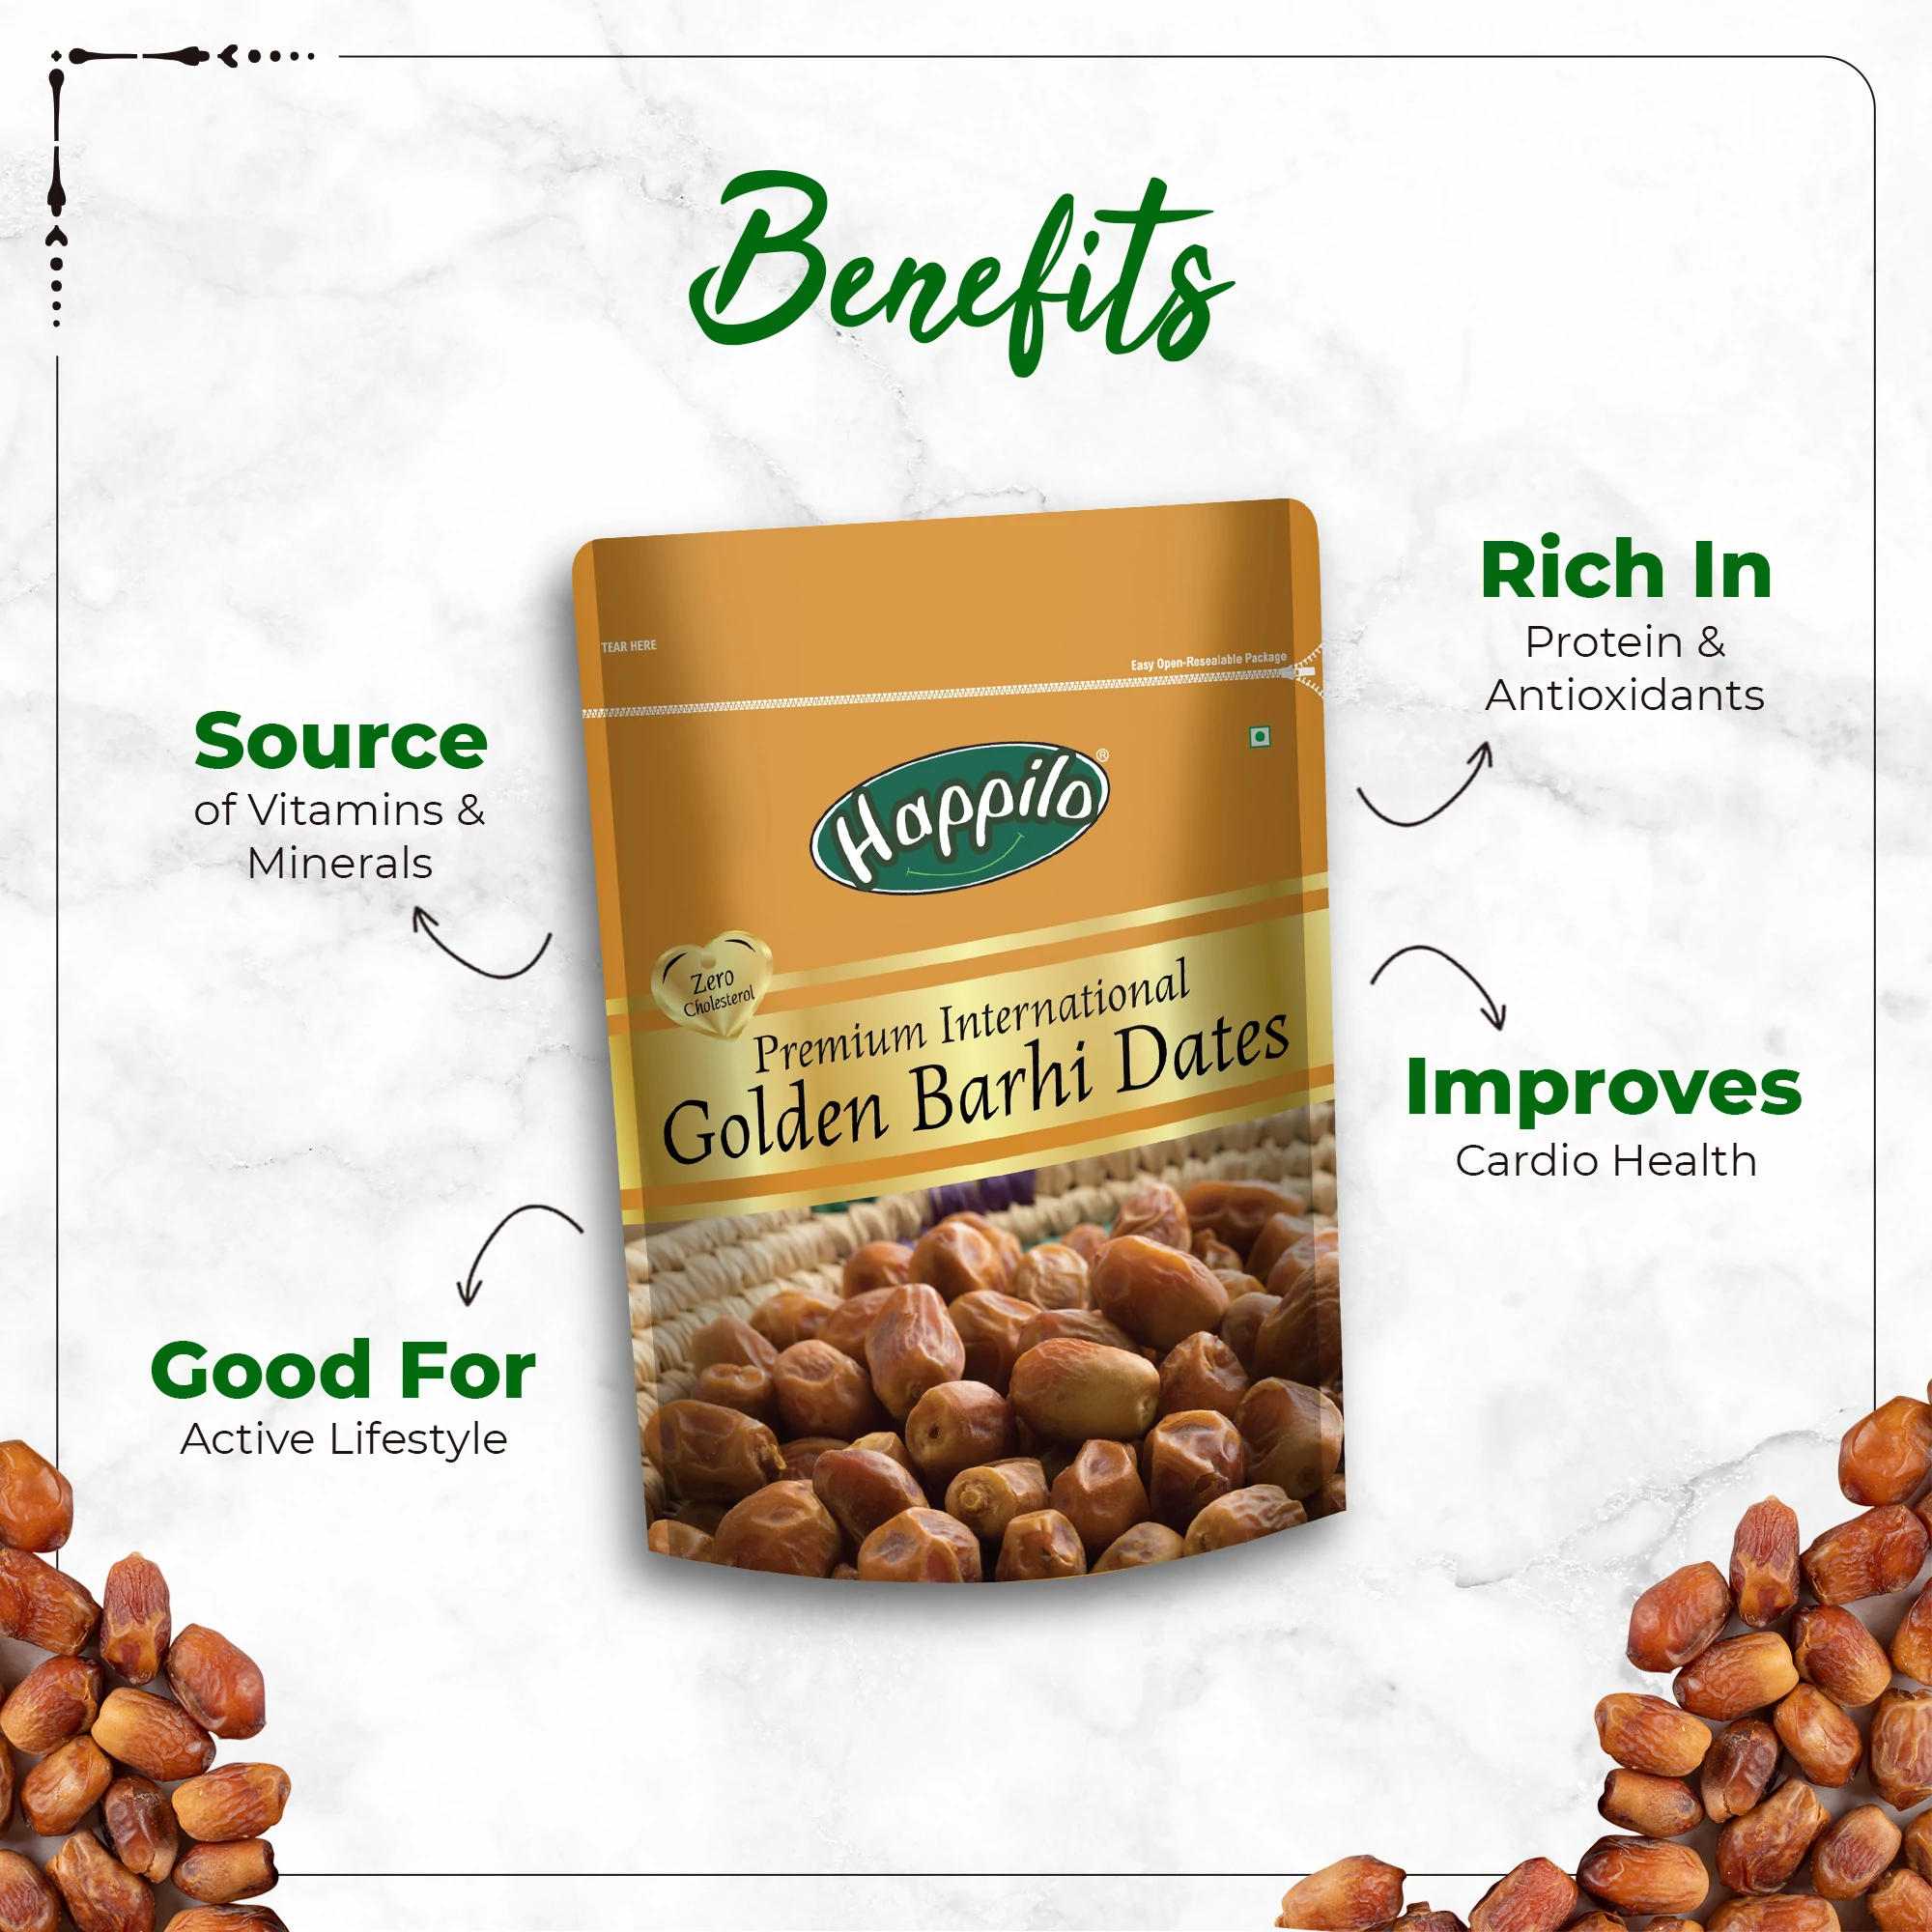 Benefits
Rich In
Protein &
Antioxidants
Source
of Vitamins &
Minerals
Improves
Cardio Health
Good For
Active Lifestyle
TEAR HERE
Easy Open-Resealable Package
Happilo®
Zero
Cholesterol
Premium International
Golden Barhi Dates